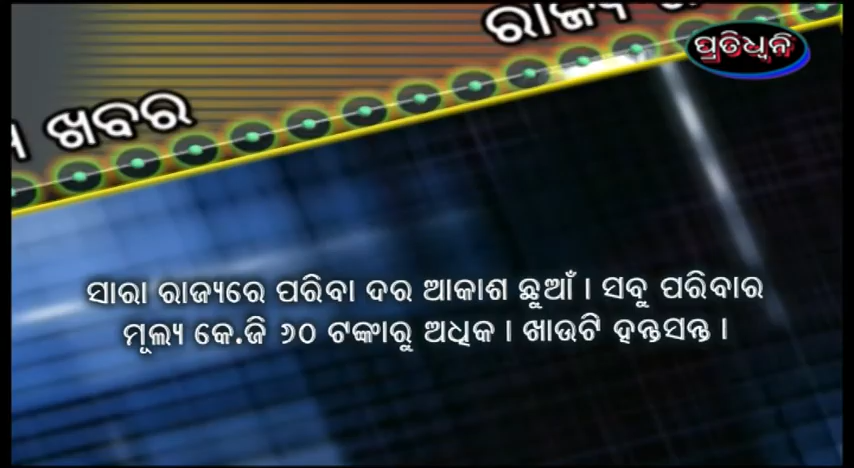 ରାଜ୍ୟ
ପ୍ରତିଧ୍ୱନି
ଖବର
ସାରା ରାଜ୍ୟରେ ପରିବା ଦର ଆକାଶ ଛୁଆଁ । ସବୁ ପରିବାର
ମୂଲ୍ୟ କେ.ଜି ୬୦ ଟଙ୍କାରୁ ଅଧିକ । ଖାଉଟି ହନ୍ତସନ୍ତ ।